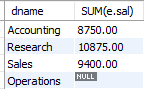 dname SUM(e.sal)
Accounting 8750.00
Research 10875.00
Sales 9400.00
Operations NULL